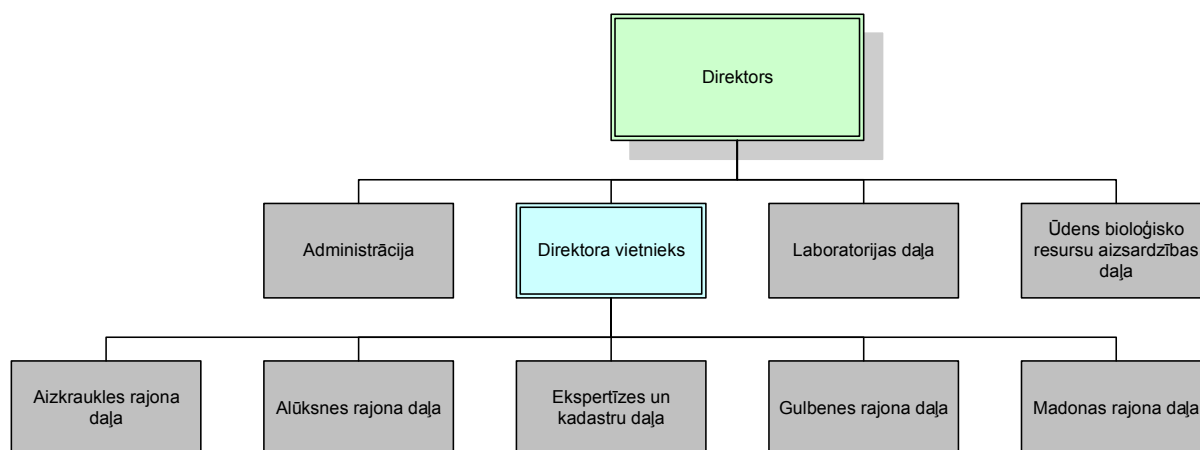 Direktors
Administrācija
Direktora vietnieks
Laboratorijas daļa
Ūdens bioloģisko
resursu aizsardzības
daļa
Aizkraukles rajona
daļa
Alūksnes rajona daļa
Ekspertīzes un
kadastru daļa
Gulbenes rajona daļa
Madonas rajona daļa